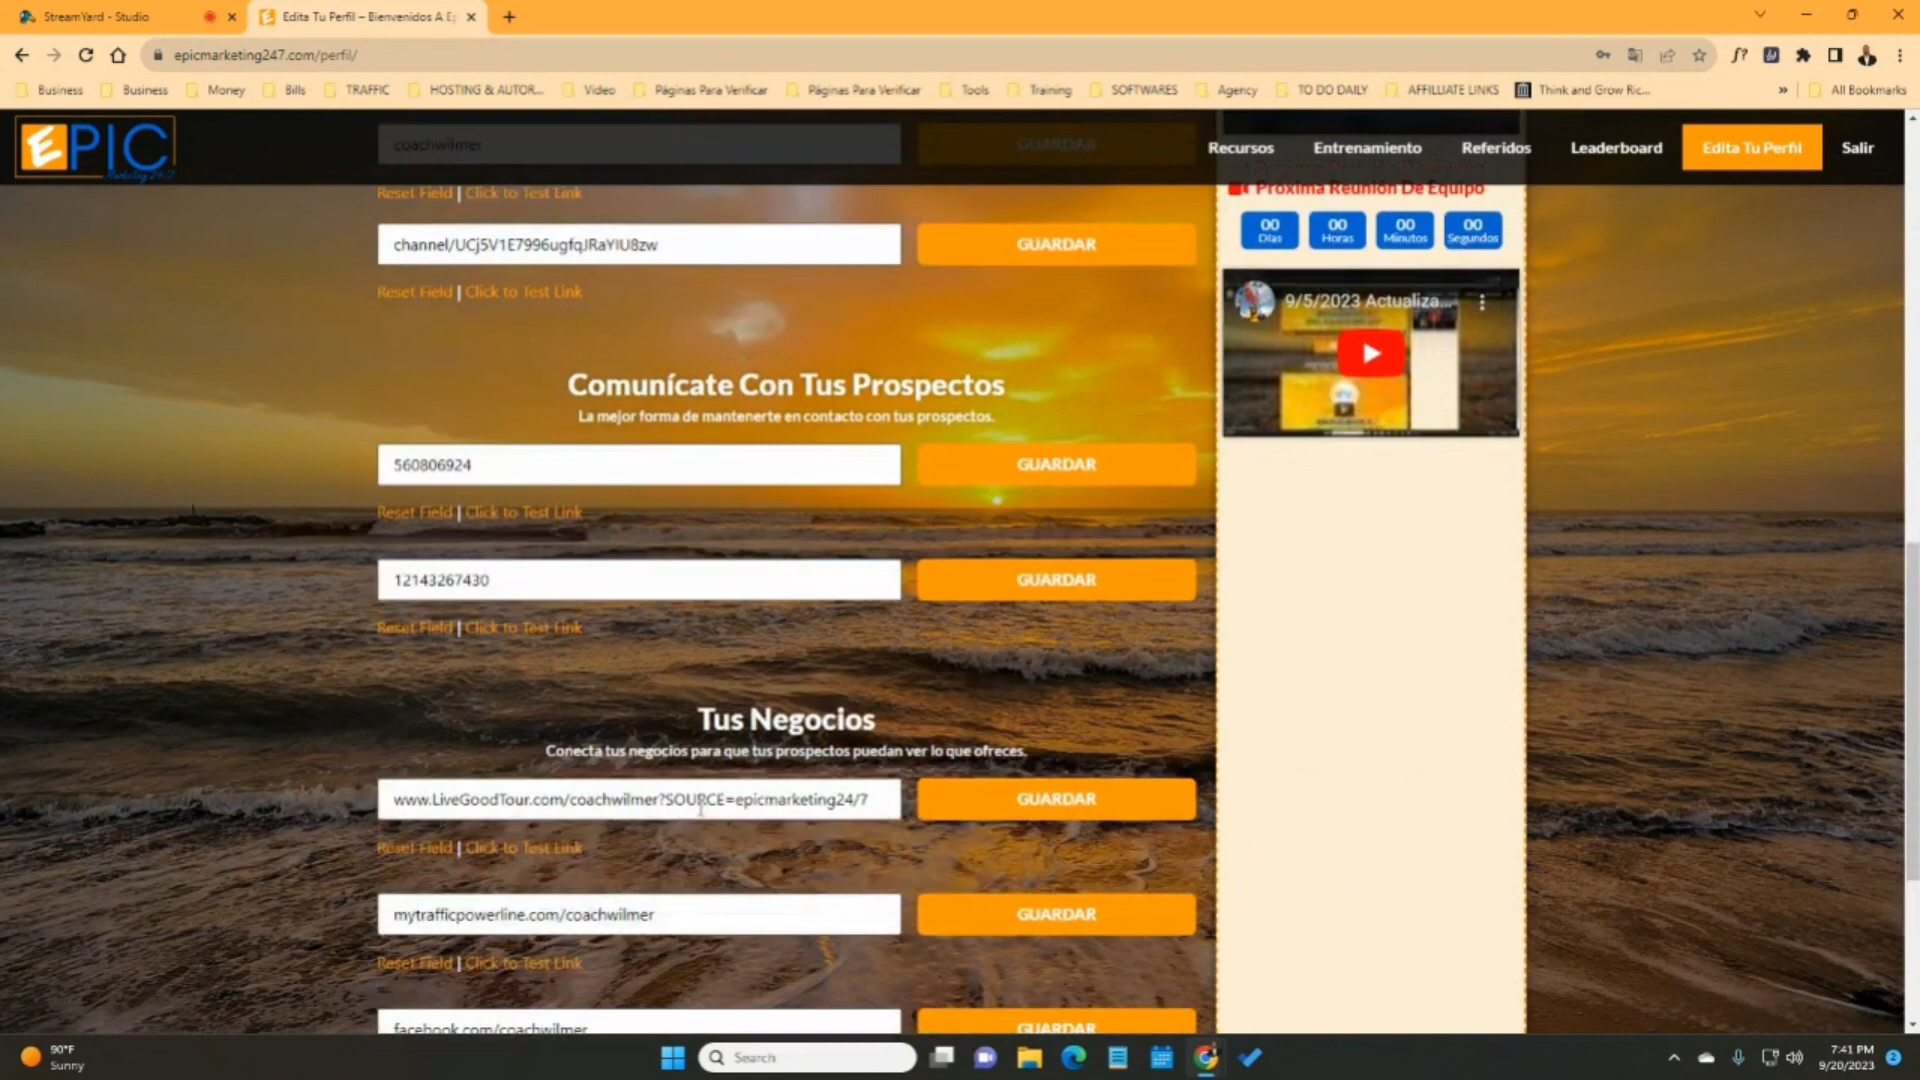 StreamYard - Studio
Edita Tu Perfil – Bienvenidos A E
epicmarketing247.com/perfil/
Business
Business
Money
Bills
TRAFFIC
HOSTING & AUTOR...
Video
Páginas Para Verificar
Páginas Para Verificar
Tools
Training
SOFTWARES
Agency
TO DO DAILY
AFFILLIATE LINKS
Think and Grow Ric...
»
All Bookmarks
EPIC
Marketing 24/7
coachwilmer
GUARDAR
Recursos
Entrenamiento
Referidos
Leaderboard
Edita Tu Perfil
Salir
Reset Field | Click to Test Link
channel/UCj5V1E7996ugfqJRaYIU8zw
GUARDAR
Reset Field | Click to Test Link
Comunícate Con Tus Prospectos
La mejor forma de mantenerte en contacto con tus prospectos.
560806924
GUARDAR
Reset Field | Click to Test Link
12143267430
GUARDAR
Reset Field | Click to Test Link
Tus Negocios
Conecta tus negocios para que tus prospectos puedan ver lo que ofreces.
www.LiveGoodTour.com/coachwilmer?SOURCE=epicmarketing24/7
GUARDAR
Reset Field | Click to Test Link
mytrafficpowerline.com/coachwilmer
GUARDAR
Reset Field | Click to Test Link
facebook.com/coachwilmer
GUARDAR
Próxima Reunión De Equipo
00 00 00 00
Días Horas Minutos Segundos
9/5/2023 Actualiza...
90°F
Sunny
Search
7:41 PM
9/20/2023
2